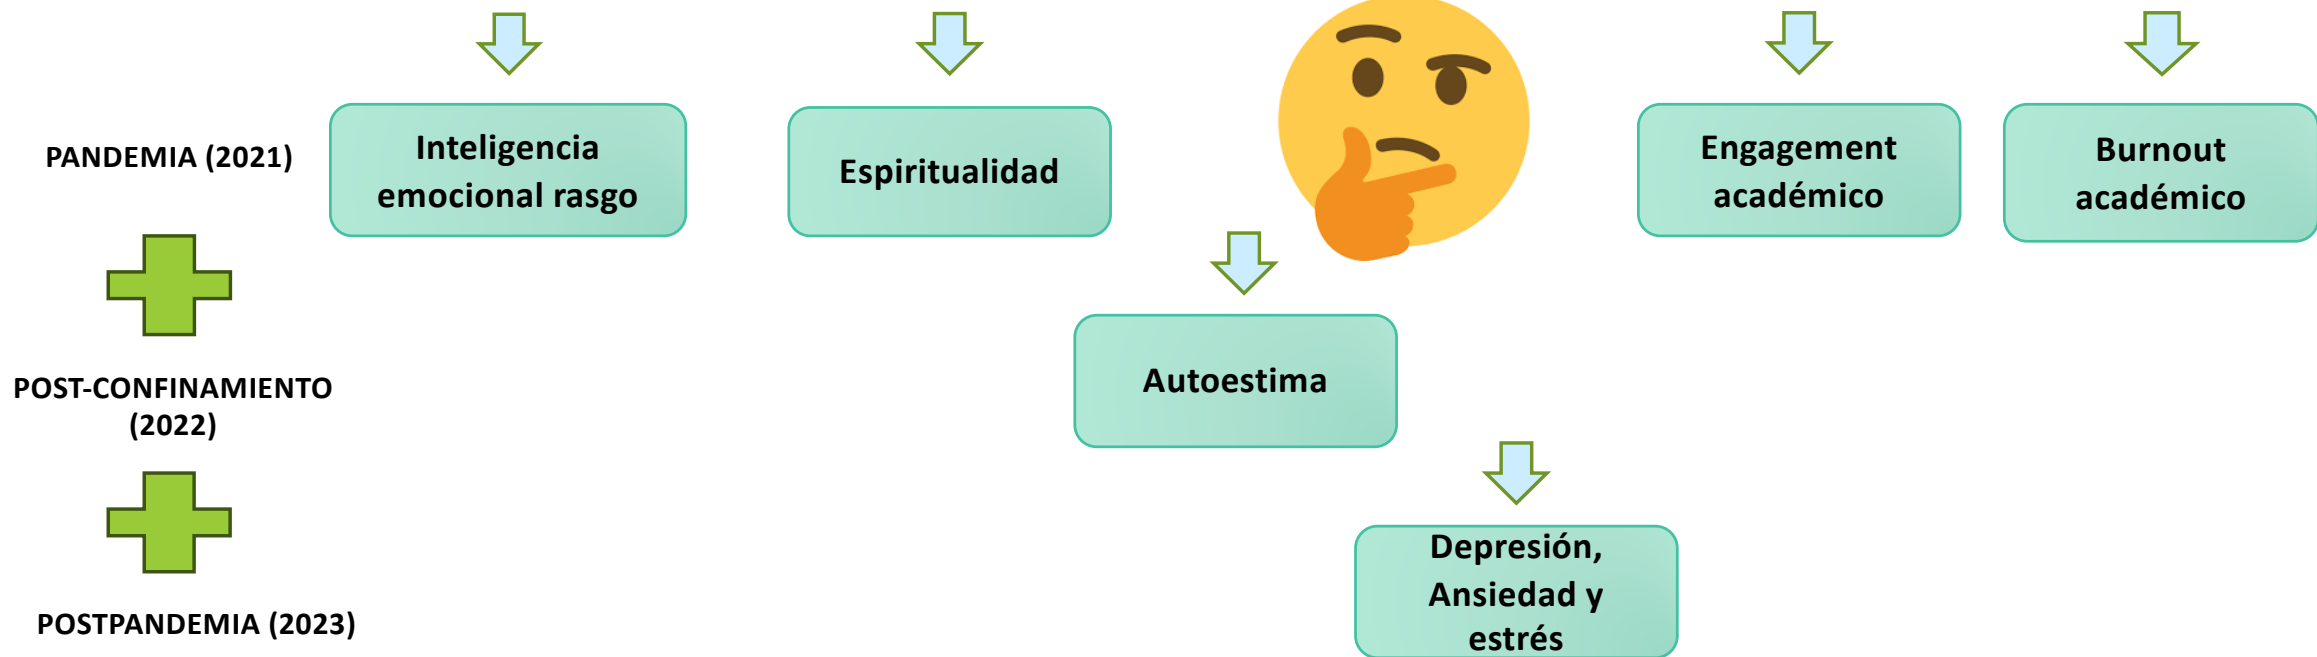 PANDEMIA (2021)
Inteligencia
emocional rasgo
Espiritualidad
Engagement
académico
Burnout
académico
POST-CONFINAMIENTO
(2022)
Autoestima
POSTPANDEMIA (2023)
Depresión,
Ansiedad y
estrés